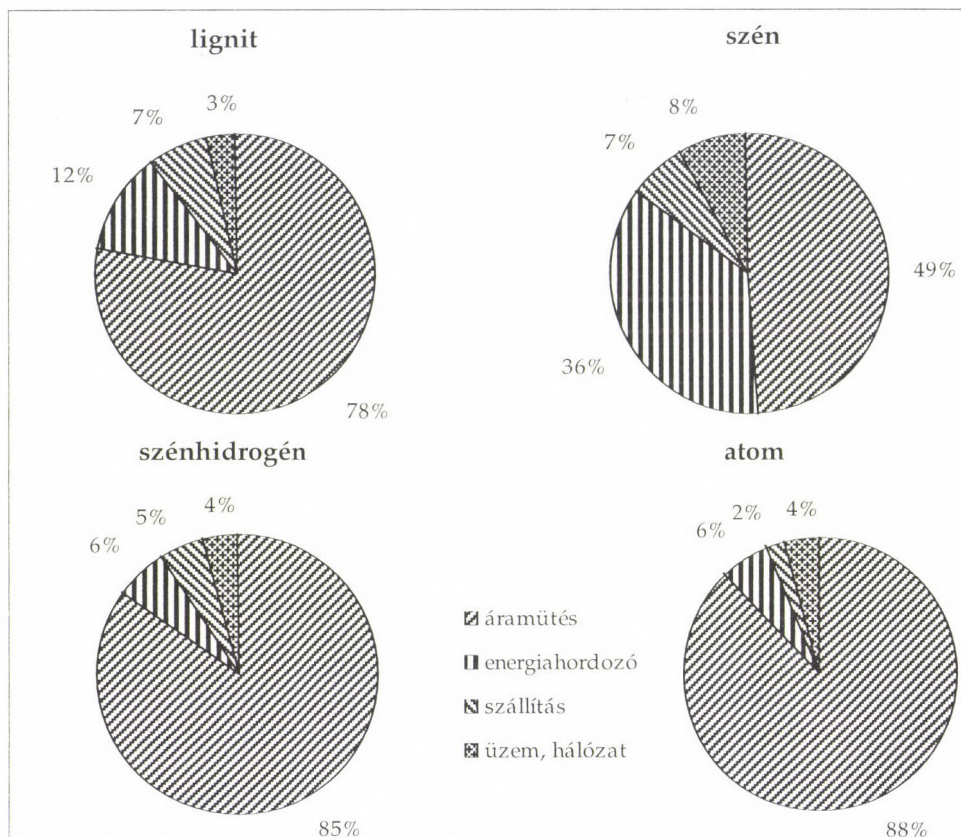 lignit
3%
7%
12%
78%
szén
8%
7%
36%
49%
szénhidrogén
4%
5%
6%
85%
atom
4%
2%
6%
88%
áramütés
energiahordozó
szállítás
üzem, hálózat